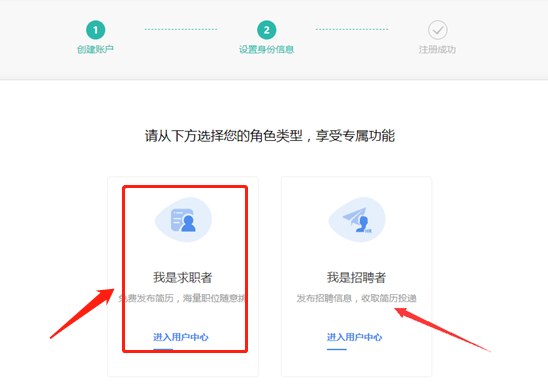 1
2
创建账户
设置身份信息
注册成功
请从下方选择您的角色类型，享受专属功能
我是求职者
免费发布简历，海量职位随意挑
进入用户中心
我是招聘者
发布招聘信息，收取简历投递
进入用户中心